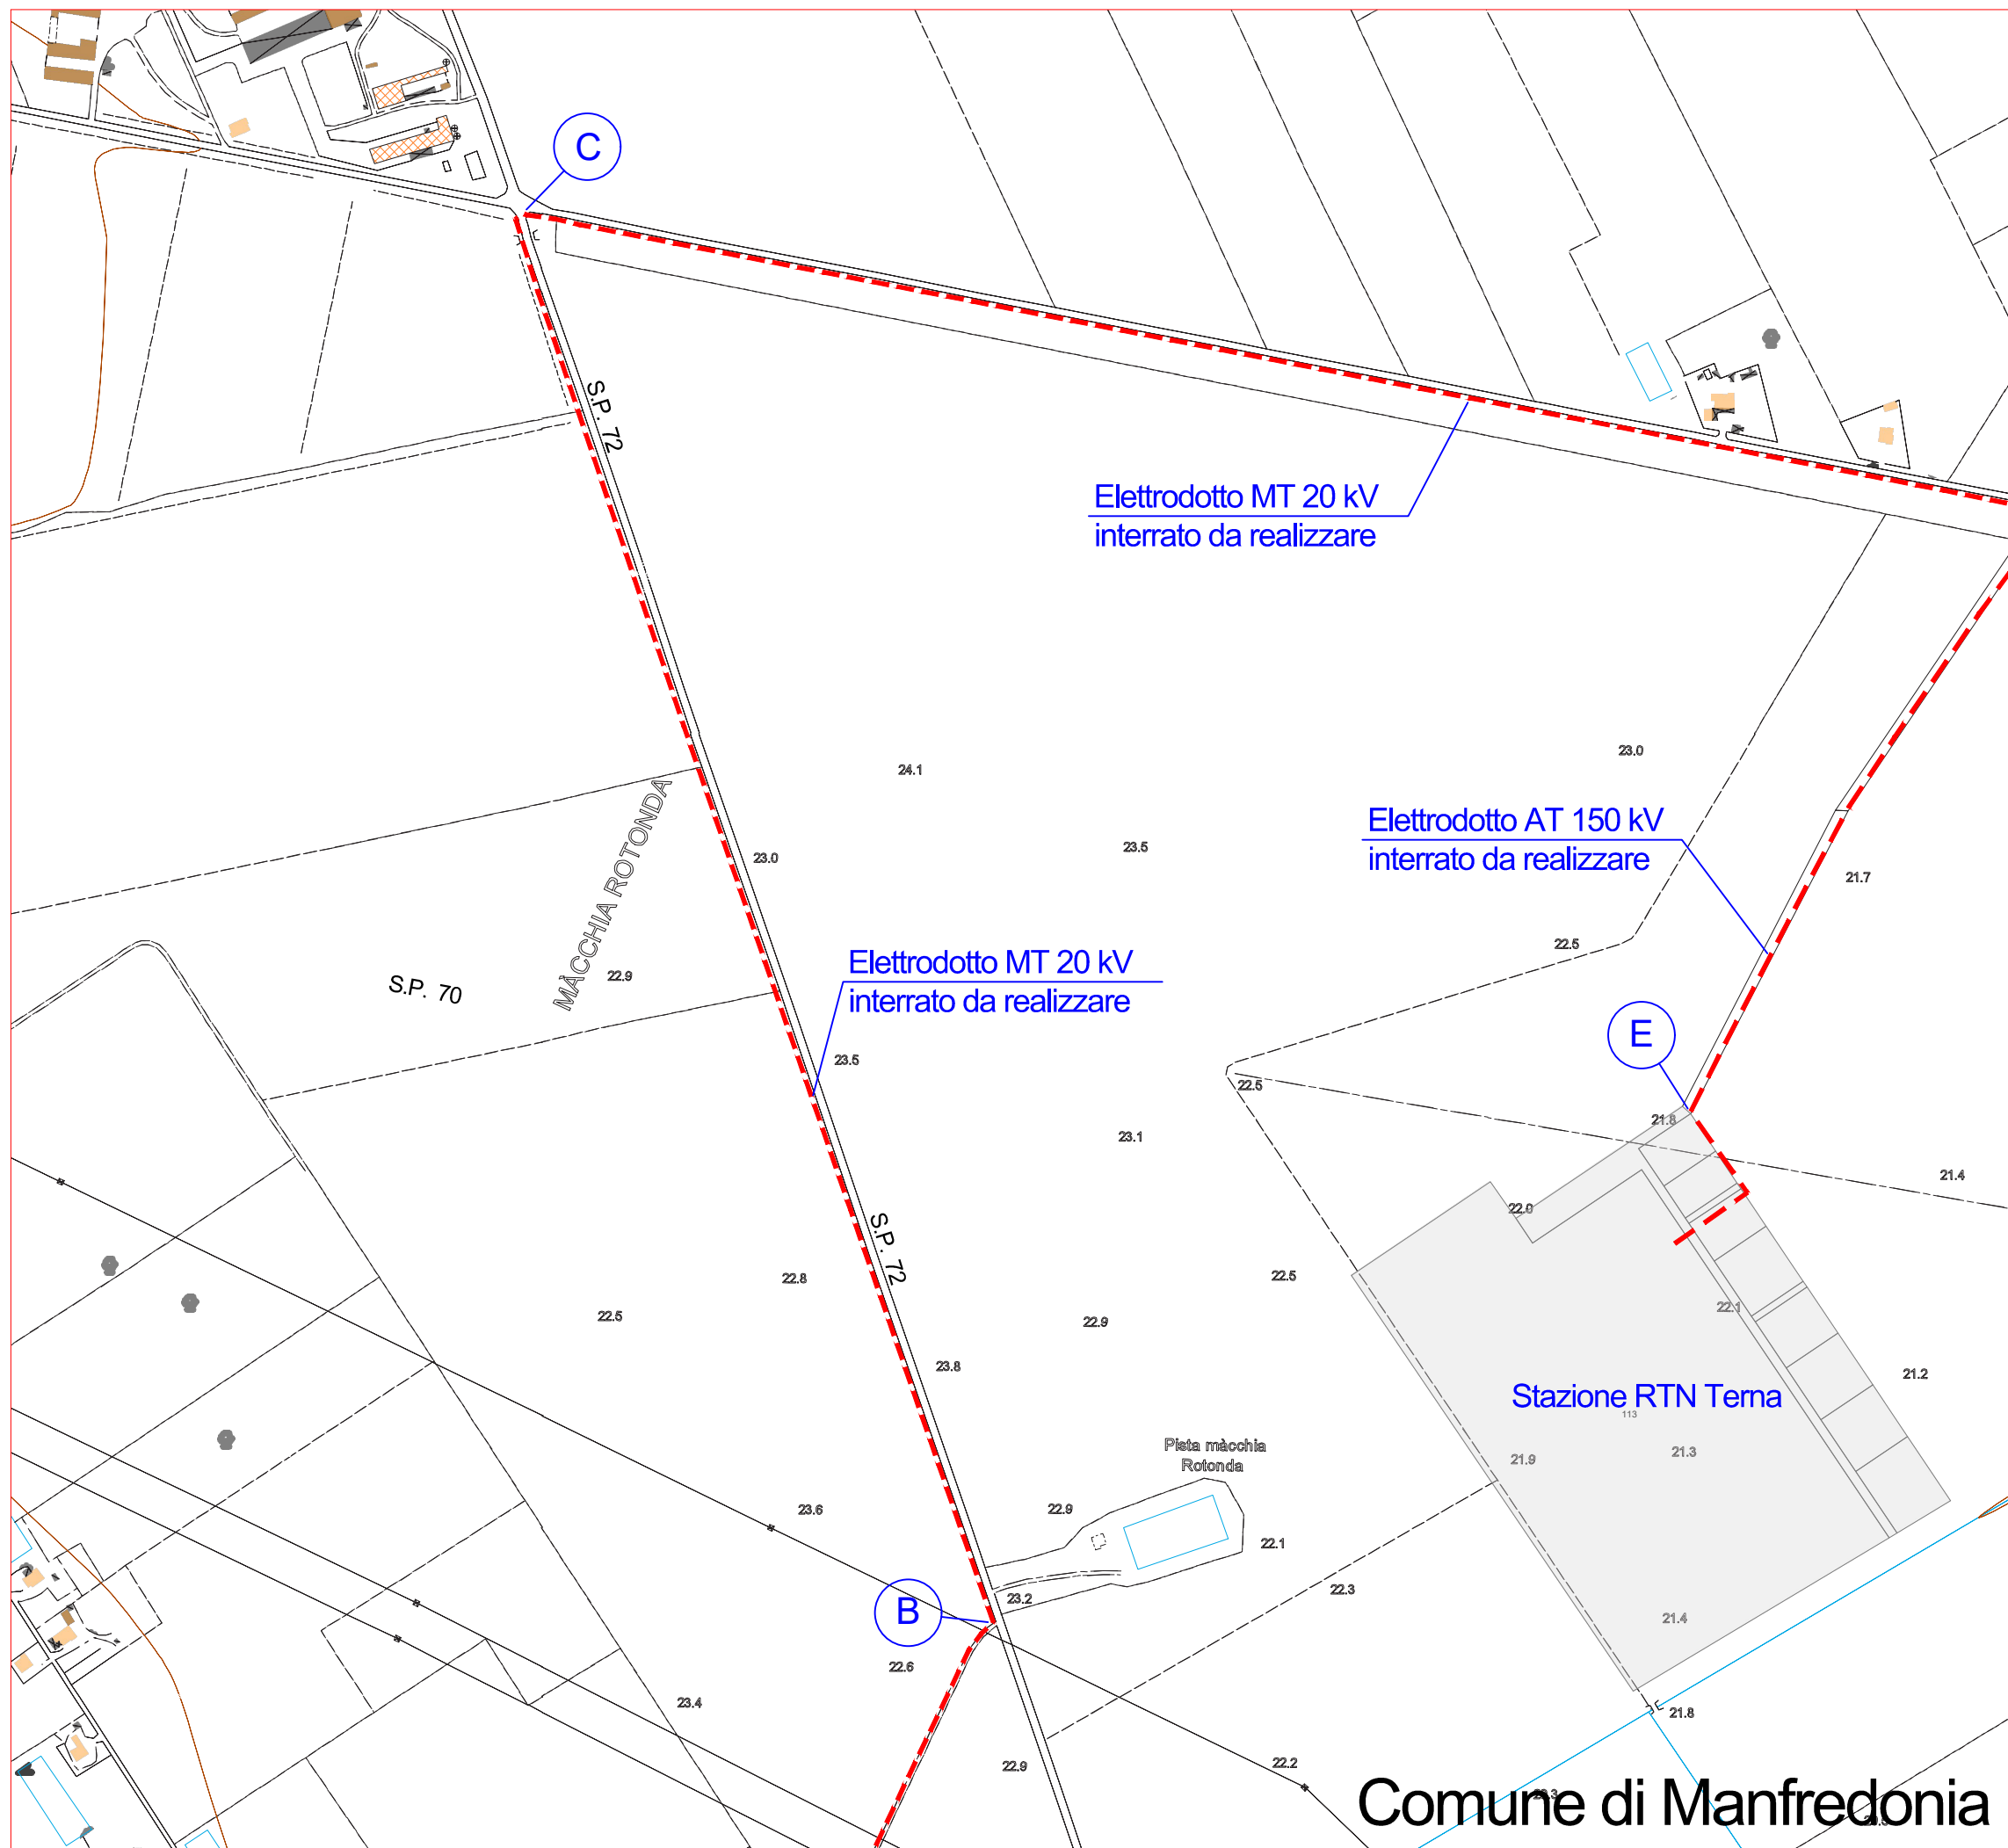 C
S.P. 72
Elettrodotto MT 20 kV
interrato da realizzare
23.0
24.1
Elettrodotto AT 150 kV
interrato da realizzare
23.5
23.0
21.7
MÀCCHIA ROTONDA
22.5
Elettrodotto MT 20 kV
interrato da realizzare
22.9
S.P. 70
E
23.5
22.5
21.8
23.1
21.4
22.0
S.P. 72
22.8
22.5
22.5
22.1
22.9
23.8
21.2
Stazione RTN Terna
113
Pista màcchia
Rotonda
21.3
21.9
23.6
22.9
22.1
22.3
23.2
B
21.4
22.6
23.4
21.8
22.9
22.2
Comune di Manfredonia